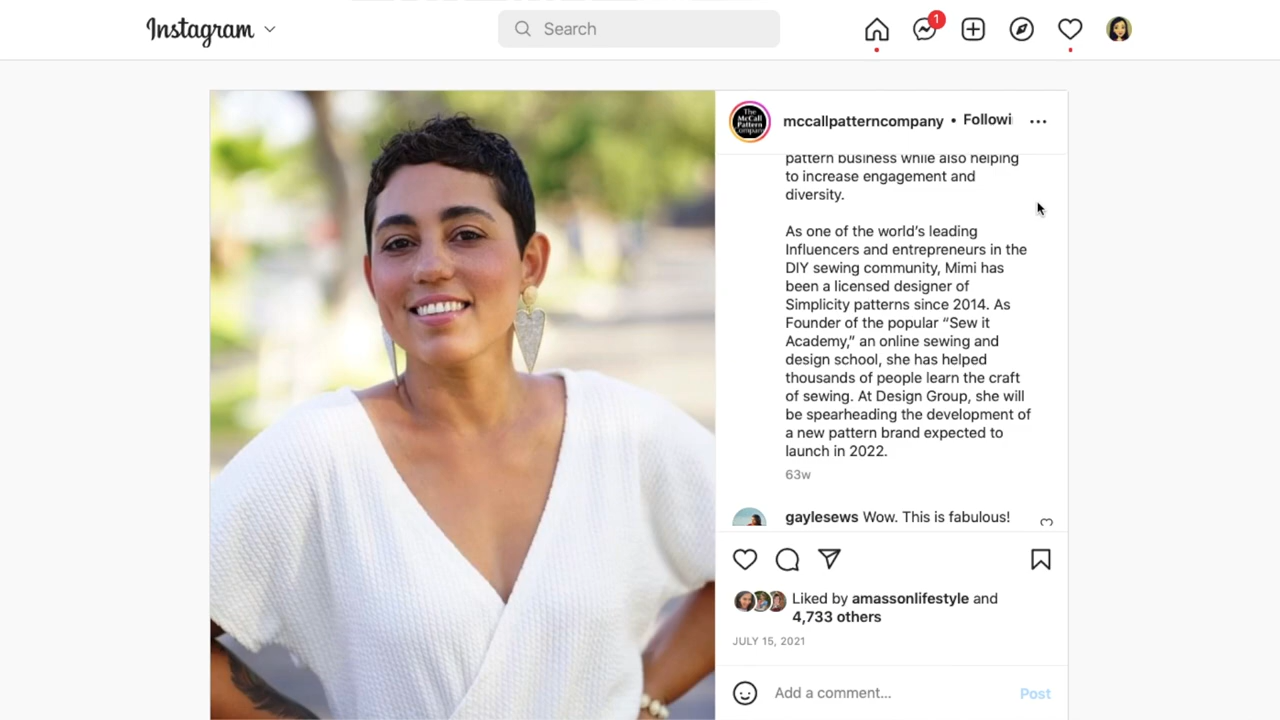 Instagram
Search
1
The
McCall
Pattern
Company
mccallpatterncompany • Followi
pattern business while also helping
to increase engagement and
diversity.
As one of the world's leading
Influencers and entrepreneurs in the
DIY sewing community, Mimi has
been a licensed designer of
Simplicity patterns since 2014. As
Founder of the popular “Sew it
Academy,” an online sewing and
design school, she has helped
thousands of people learn the craft
of sewing. At Design Group, she will
be spearheading the development of
a new pattern brand expected to
launch in 2022.
63w
gaylesews Wow. This is fabulous!
Liked by amassonlifestyle and
4,733 others
JULY 15, 2021
Add a comment...
Post